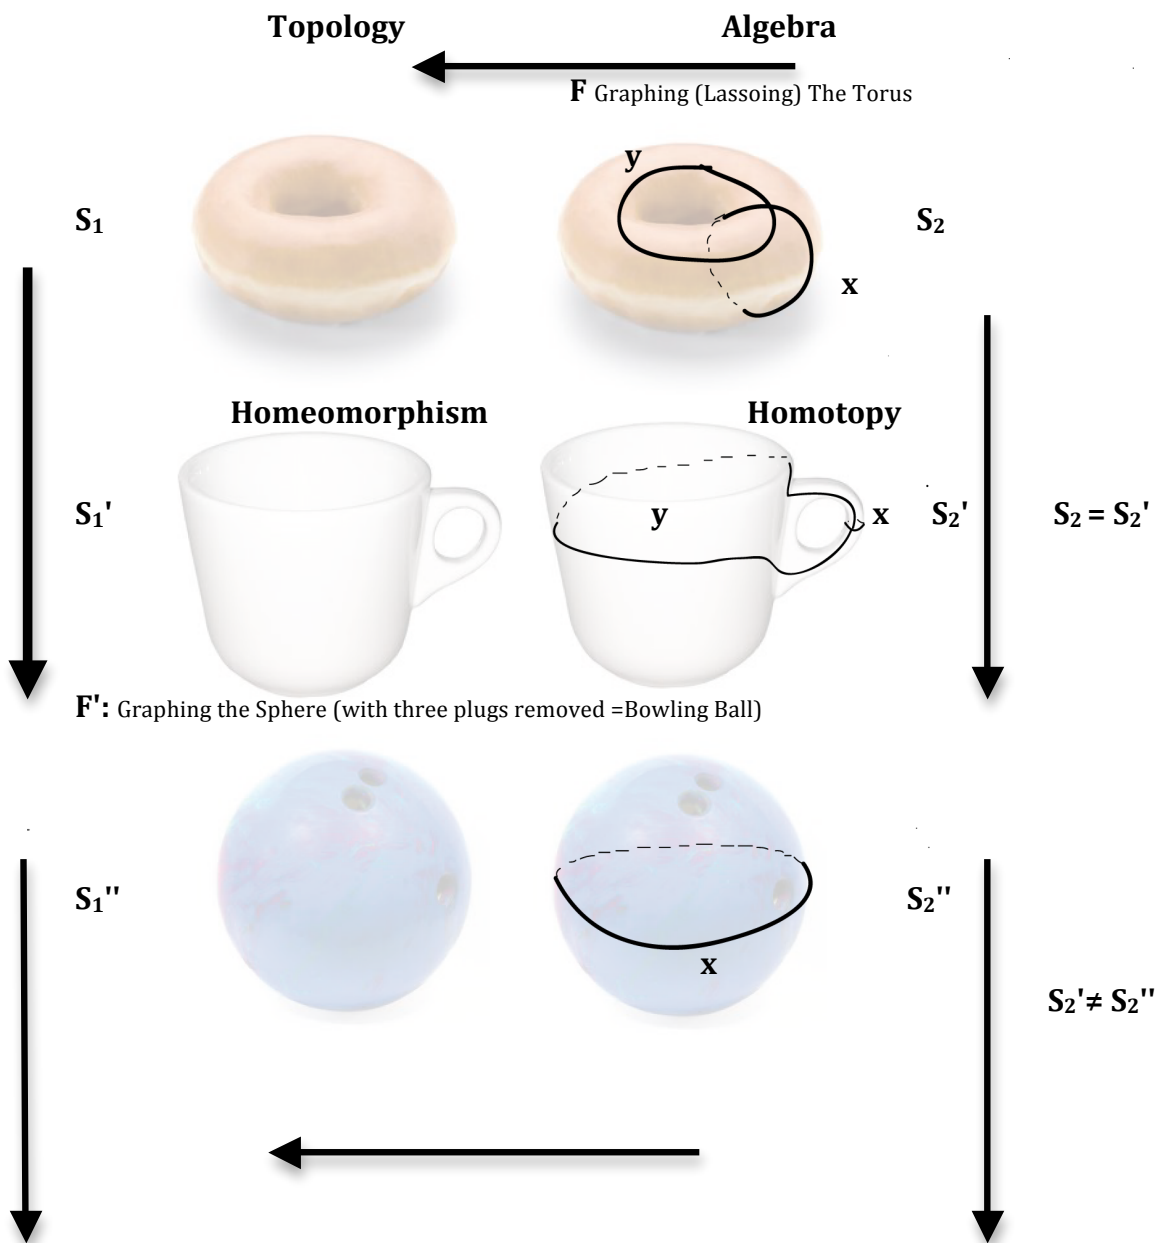 Topology Algebra
F Graphing (Lassoing) The Torus
y
S₁ S₂
x
Homeomorphism Homotopy
S₁' y x S₂' S₂ = S₂'
F': Graphing the Sphere (with three plugs removed =Bowling Ball)
S₁'' S₂''
x
S₂'≠ S₂''